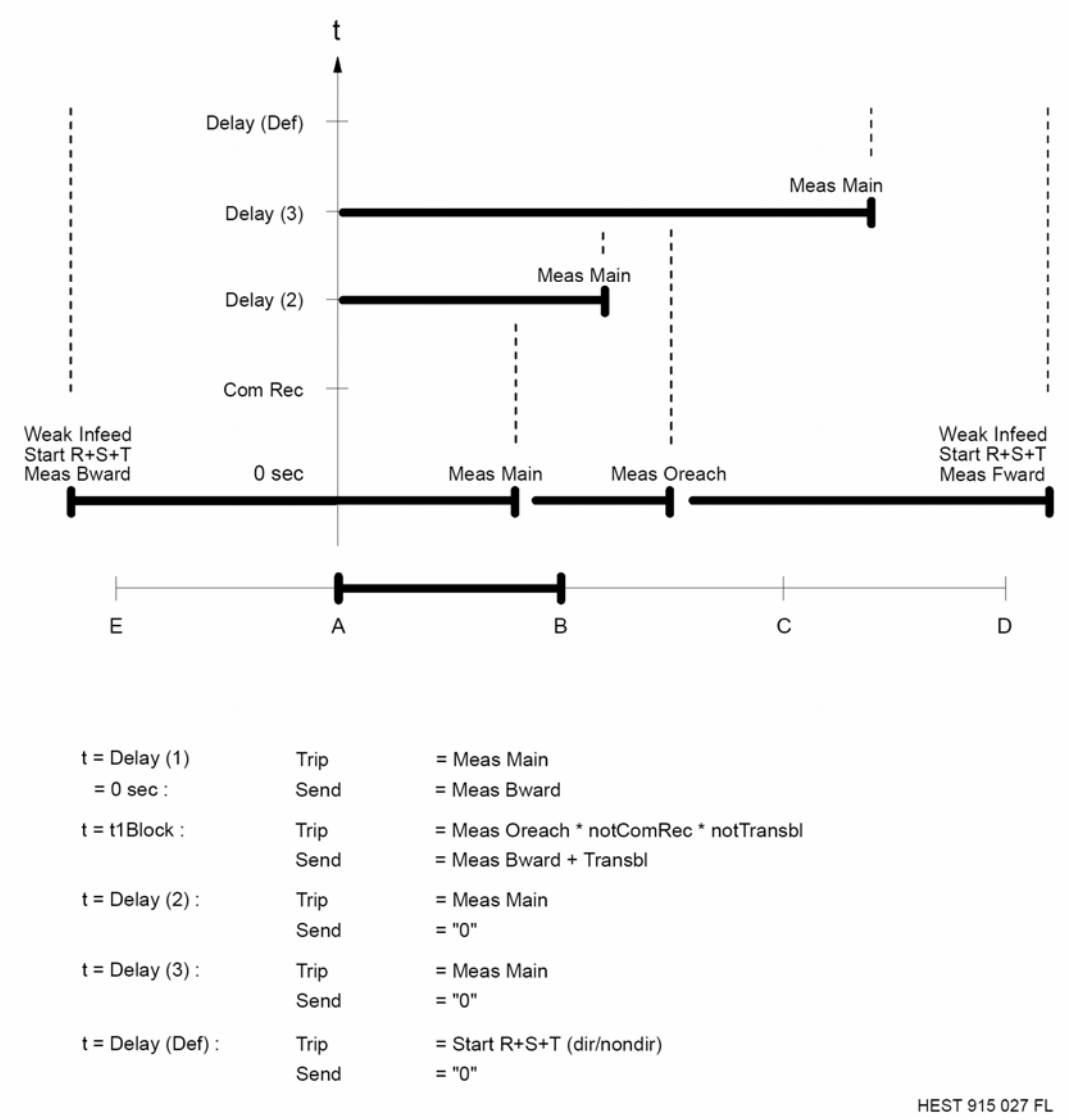 t
Delay (Def)
Meas Main
Delay (3)
Meas Main
Delay (2)
Com Rec
Weak Infeed
Start R+S+T
Meas Bward
0 sec
Meas Main
Meas Oreach
Weak Infeed
Start R+S+T
Meas Fward
E A B C D
t = Delay (1) Trip = Meas Main
= 0 sec : Send = Meas Bward
t = t1Block : Trip = Meas Oreach * notComRec * notTransbl
Send = Meas Bward + Transbl
t = Delay (2) : Trip = Meas Main
Send = "0"
t = Delay (3) : Trip = Meas Main
Send = "0"
t = Delay (Def) : Trip = Start R+S+T (dir/nondir)
Send = "0"
HEST 915 027 FL